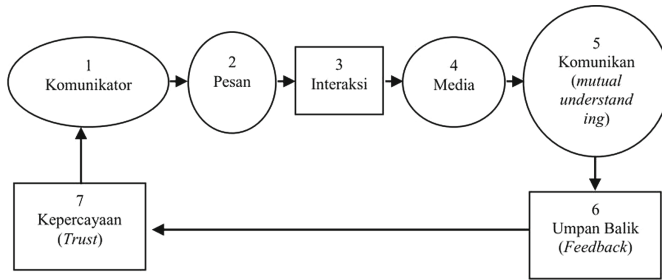 1
Komunikator
2
Pesan
3
Interaksi
4
Media
5
Komunikan
(mutual
understand
ing)
6
Umpan Balik
(Feedback)
7
Kepercayaan
(Trust)